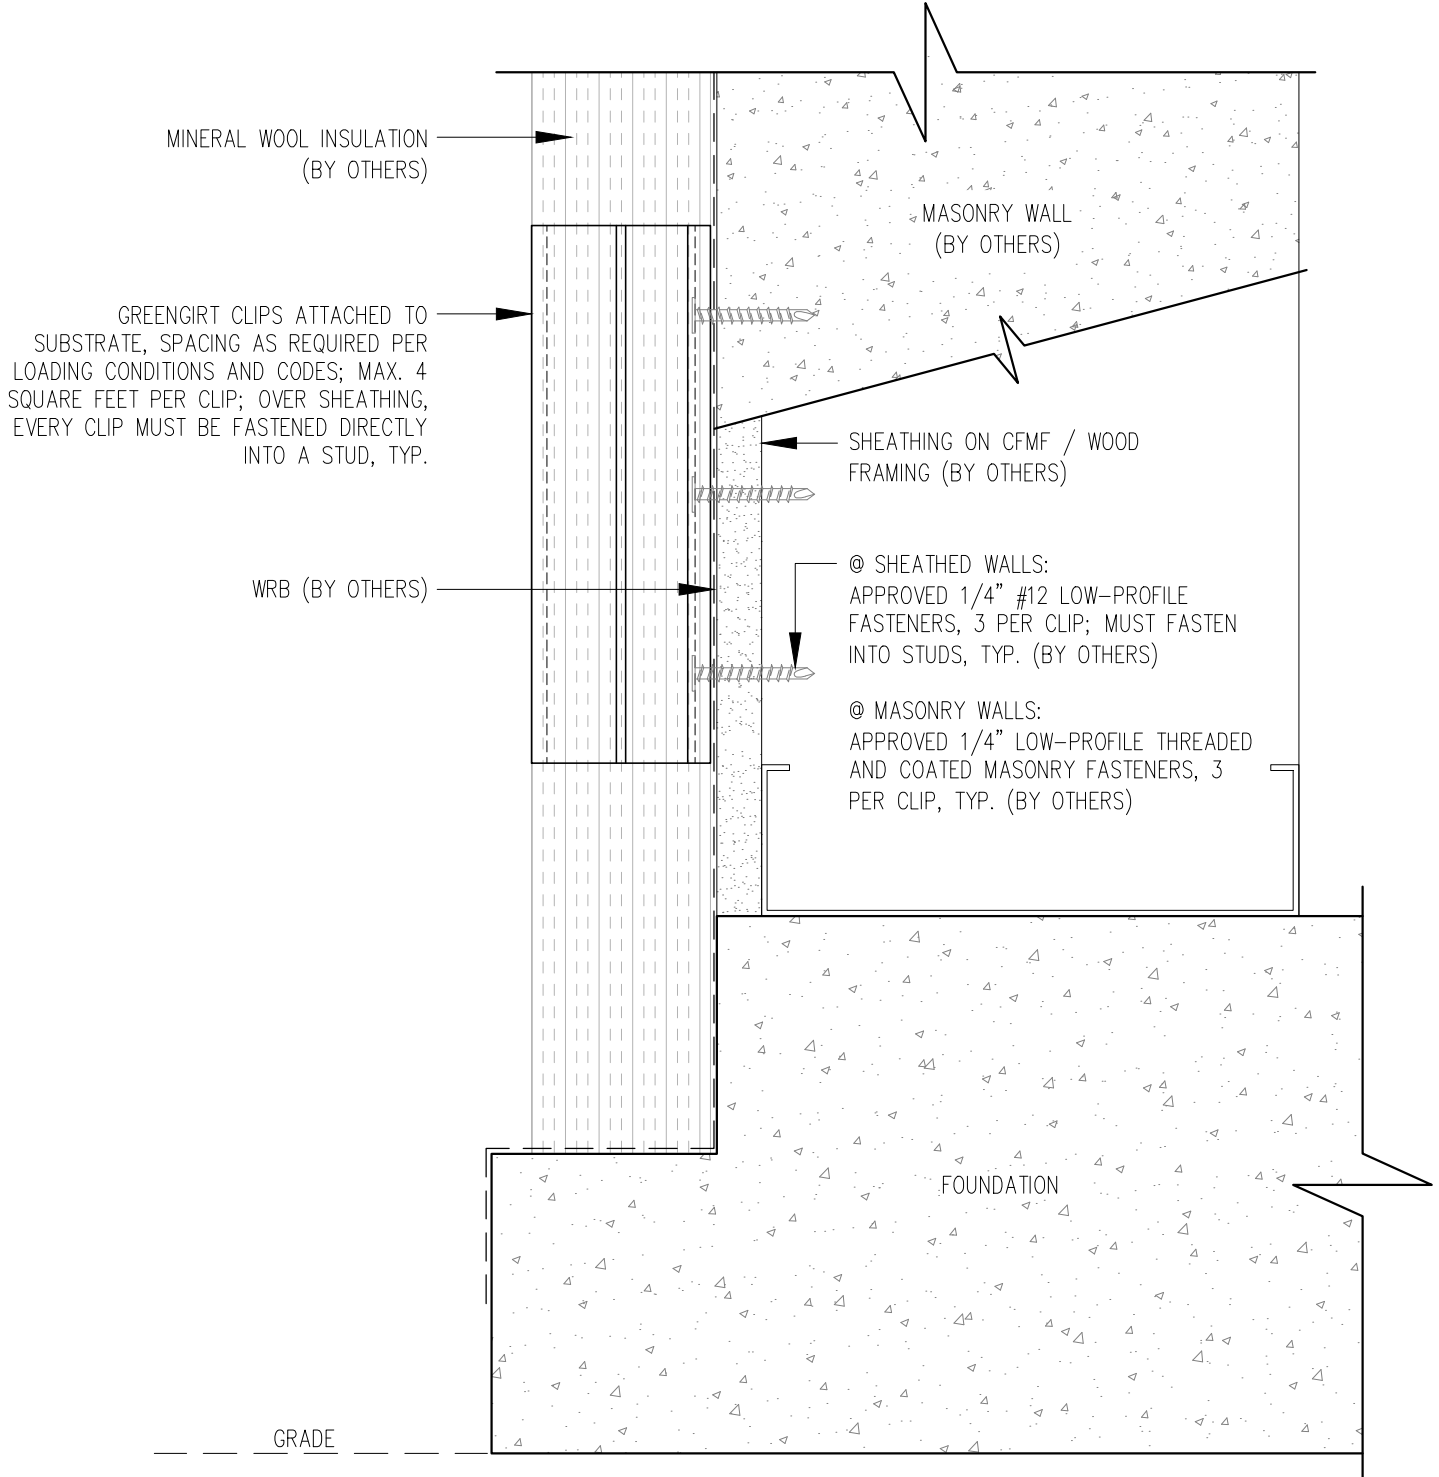 MINERAL WOOL INSULATION
(BY OTHERS)
MASONRY WALL
(BY OTHERS)
GREENGIRT CLIPS ATTACHED TO
SUBSTRATE, SPACING AS REQUIRED PER
LOADING CONDITIONS AND CODES; MAX. 4
SQUARE FEET PER CLIP; OVER SHEATHING,
EVERY CLIP MUST BE FASTENED DIRECTLY
INTO A STUD, TYP.
SHEATHING ON CFMF / WOOD
FRAMING (BY OTHERS)
WRB (BY OTHERS)
@ SHEATHED WALLS:
APPROVED 1/4" #12 LOW-PROFILE
FASTENERS, 3 PER CLIP; MUST FASTEN
INTO STUDS, TYP. (BY OTHERS)
@ MASONRY WALLS:
APPROVED 1/4" LOW-PROFILE THREADED
AND COATED MASONRY FASTENERS, 3
PER CLIP, TYP. (BY OTHERS)
FOUNDATION
GRADE